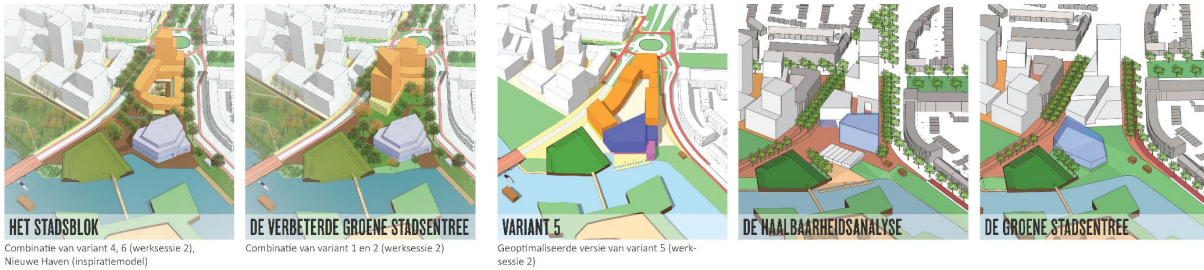 HET STADSBLOK
Combinatie van variant 4, 6 (werksessie 2),
Nieuwe Haven (inspiratiemodel)
DE VERBETERDE GROENE STADSENTREE
Combinatie van variant 1 en 2 (werksessie 2)
VARIANT 5
Geoptimaliseerde versie van variant 5 (werk-
sessie 2)
DE HAALBAARHEIDSANALYSE
DE GROENE STADSENTREE